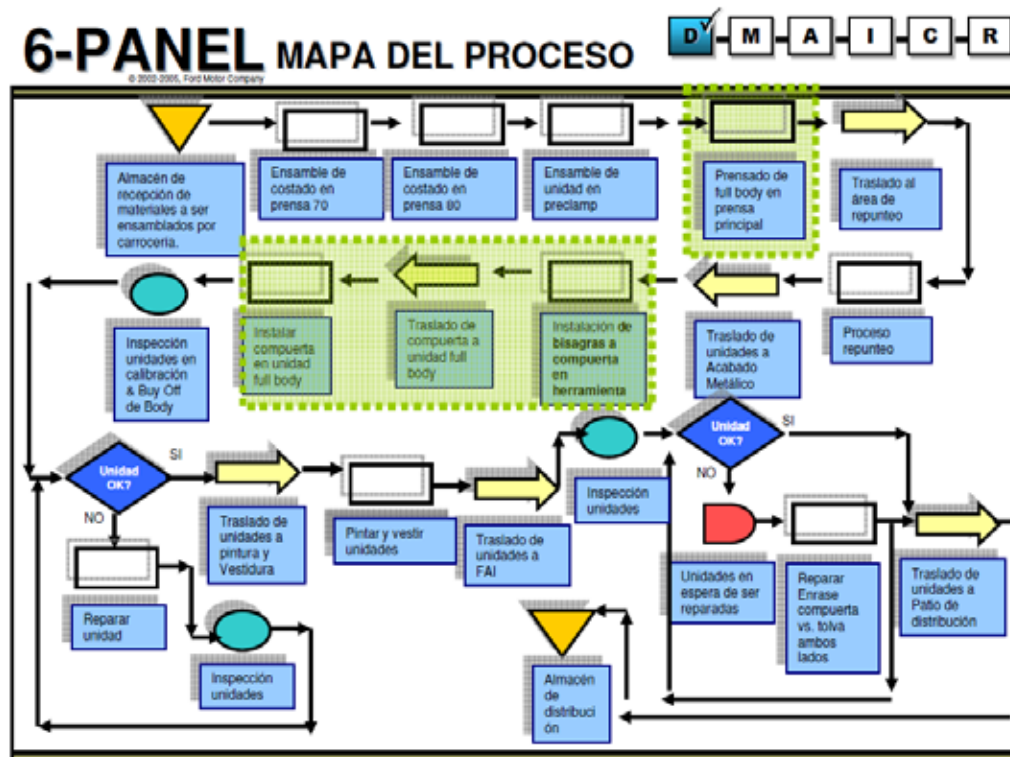 6-PANEL MAPA DEL PROCESO
© 2002-2005, Ford Motor Company
D M A I C R
Almacén de
recepción de
materiales a ser
ensamblados por
carrocería.
Ensamble de
costado en
prensa 70
Ensamble de
costado en
prensa 80
Ensamble de
unidad en
preclamp
Prensado de
full body en
prensa
principal
Traslado al
área de
repunteo
Proceso
repunteo
Traslado de
unidades a
Acabado
Metálico
Instalación de
bisagras a
compuerta
en
herramienta
Traslado de
compuerta a
unidad full
body
Instalar
compuerta
en unidad
full body
Inspección
unidades en
calibración
& Buy Off
de Body
Unidad
OK?
SI
NO
Reparar
unidad
Inspección
unidades
Traslado de
unidades a
pintura y
Vestidura
Pintar y vestir
unidades
Traslado de
unidades a
FAI
Inspección
unidades
Unidad
OK?
SI
NO
Unidades en
espera de ser
reparadas
Reparar
Enrase
compuerta
vs. tolva
ambos
lados
Traslado de
unidades a
Patio de
distribución
Almacén
de
distribuci
ón